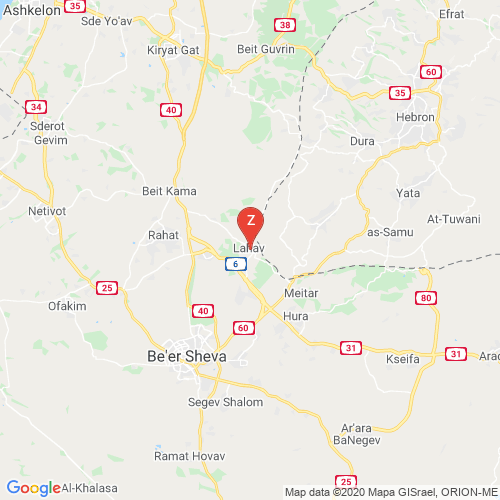 Efrat
Ashkelon
35
Sde Yo'av
38
Kiryat Gat
Beit Guvrin
60
35
34
40
Hebron
Sderot
Gevim
Dura
Beit Kama
Yata
Netivot
At-Tuwani
Z
as-Samu
Rahat
Lahav
6
25
Meitar
80
Ofakim
40
Hura
60
31
31
Be'er Sheva
Kseifa
Arad
Segev Shalom
Ar'ara
BaNegev
Ramat Hovav
25
Google
Al-Khalasa
Map data ©2020 Mapa GISrael, ORION-ME